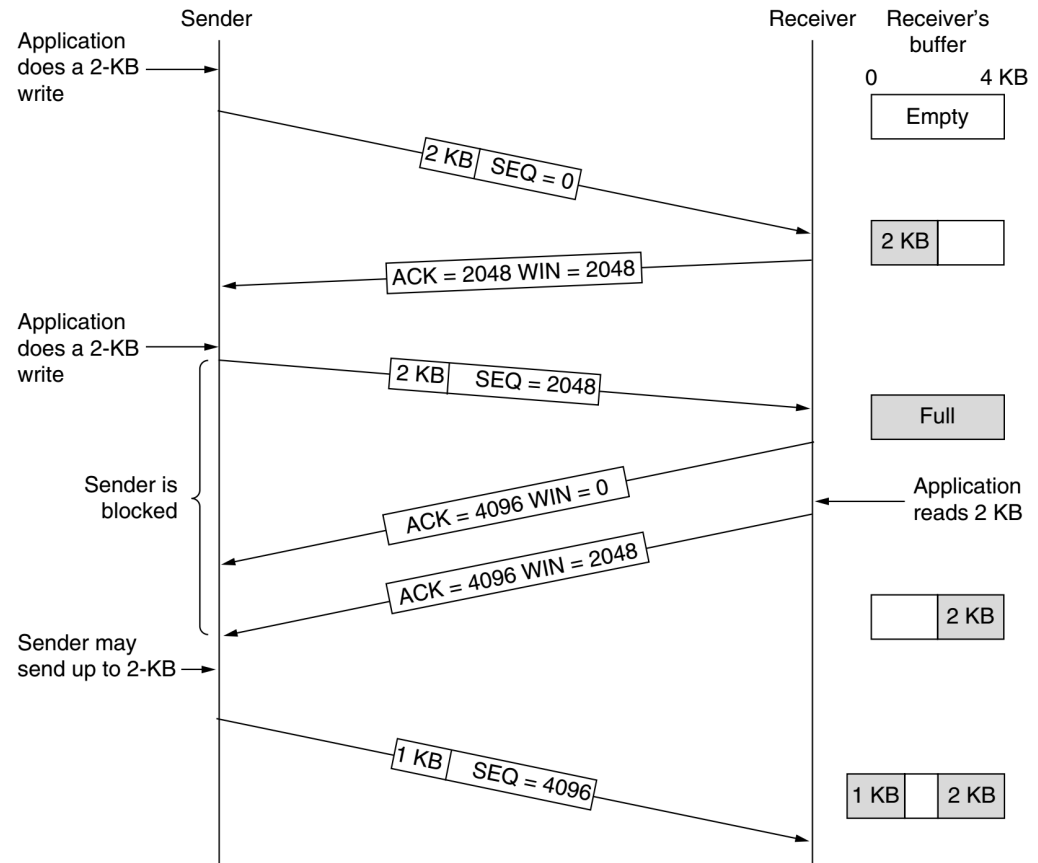 Sender
Receiver
Receiver's
buffer
Application
does a 2-KB
write
0
4 KB
Empty
2 KB
SEQ = 0
2 KB
ACK = 2048 WIN = 2048
Application
does a 2-KB
write
2 KB
SEQ = 2048
Full
Sender is
blocked
ACK = 4096 WIN = 0
Application
reads 2 KB
ACK = 4096 WIN = 2048
2 KB
Sender may
send up to 2-KB
1 KB
SEQ = 4096
1 KB
2 KB